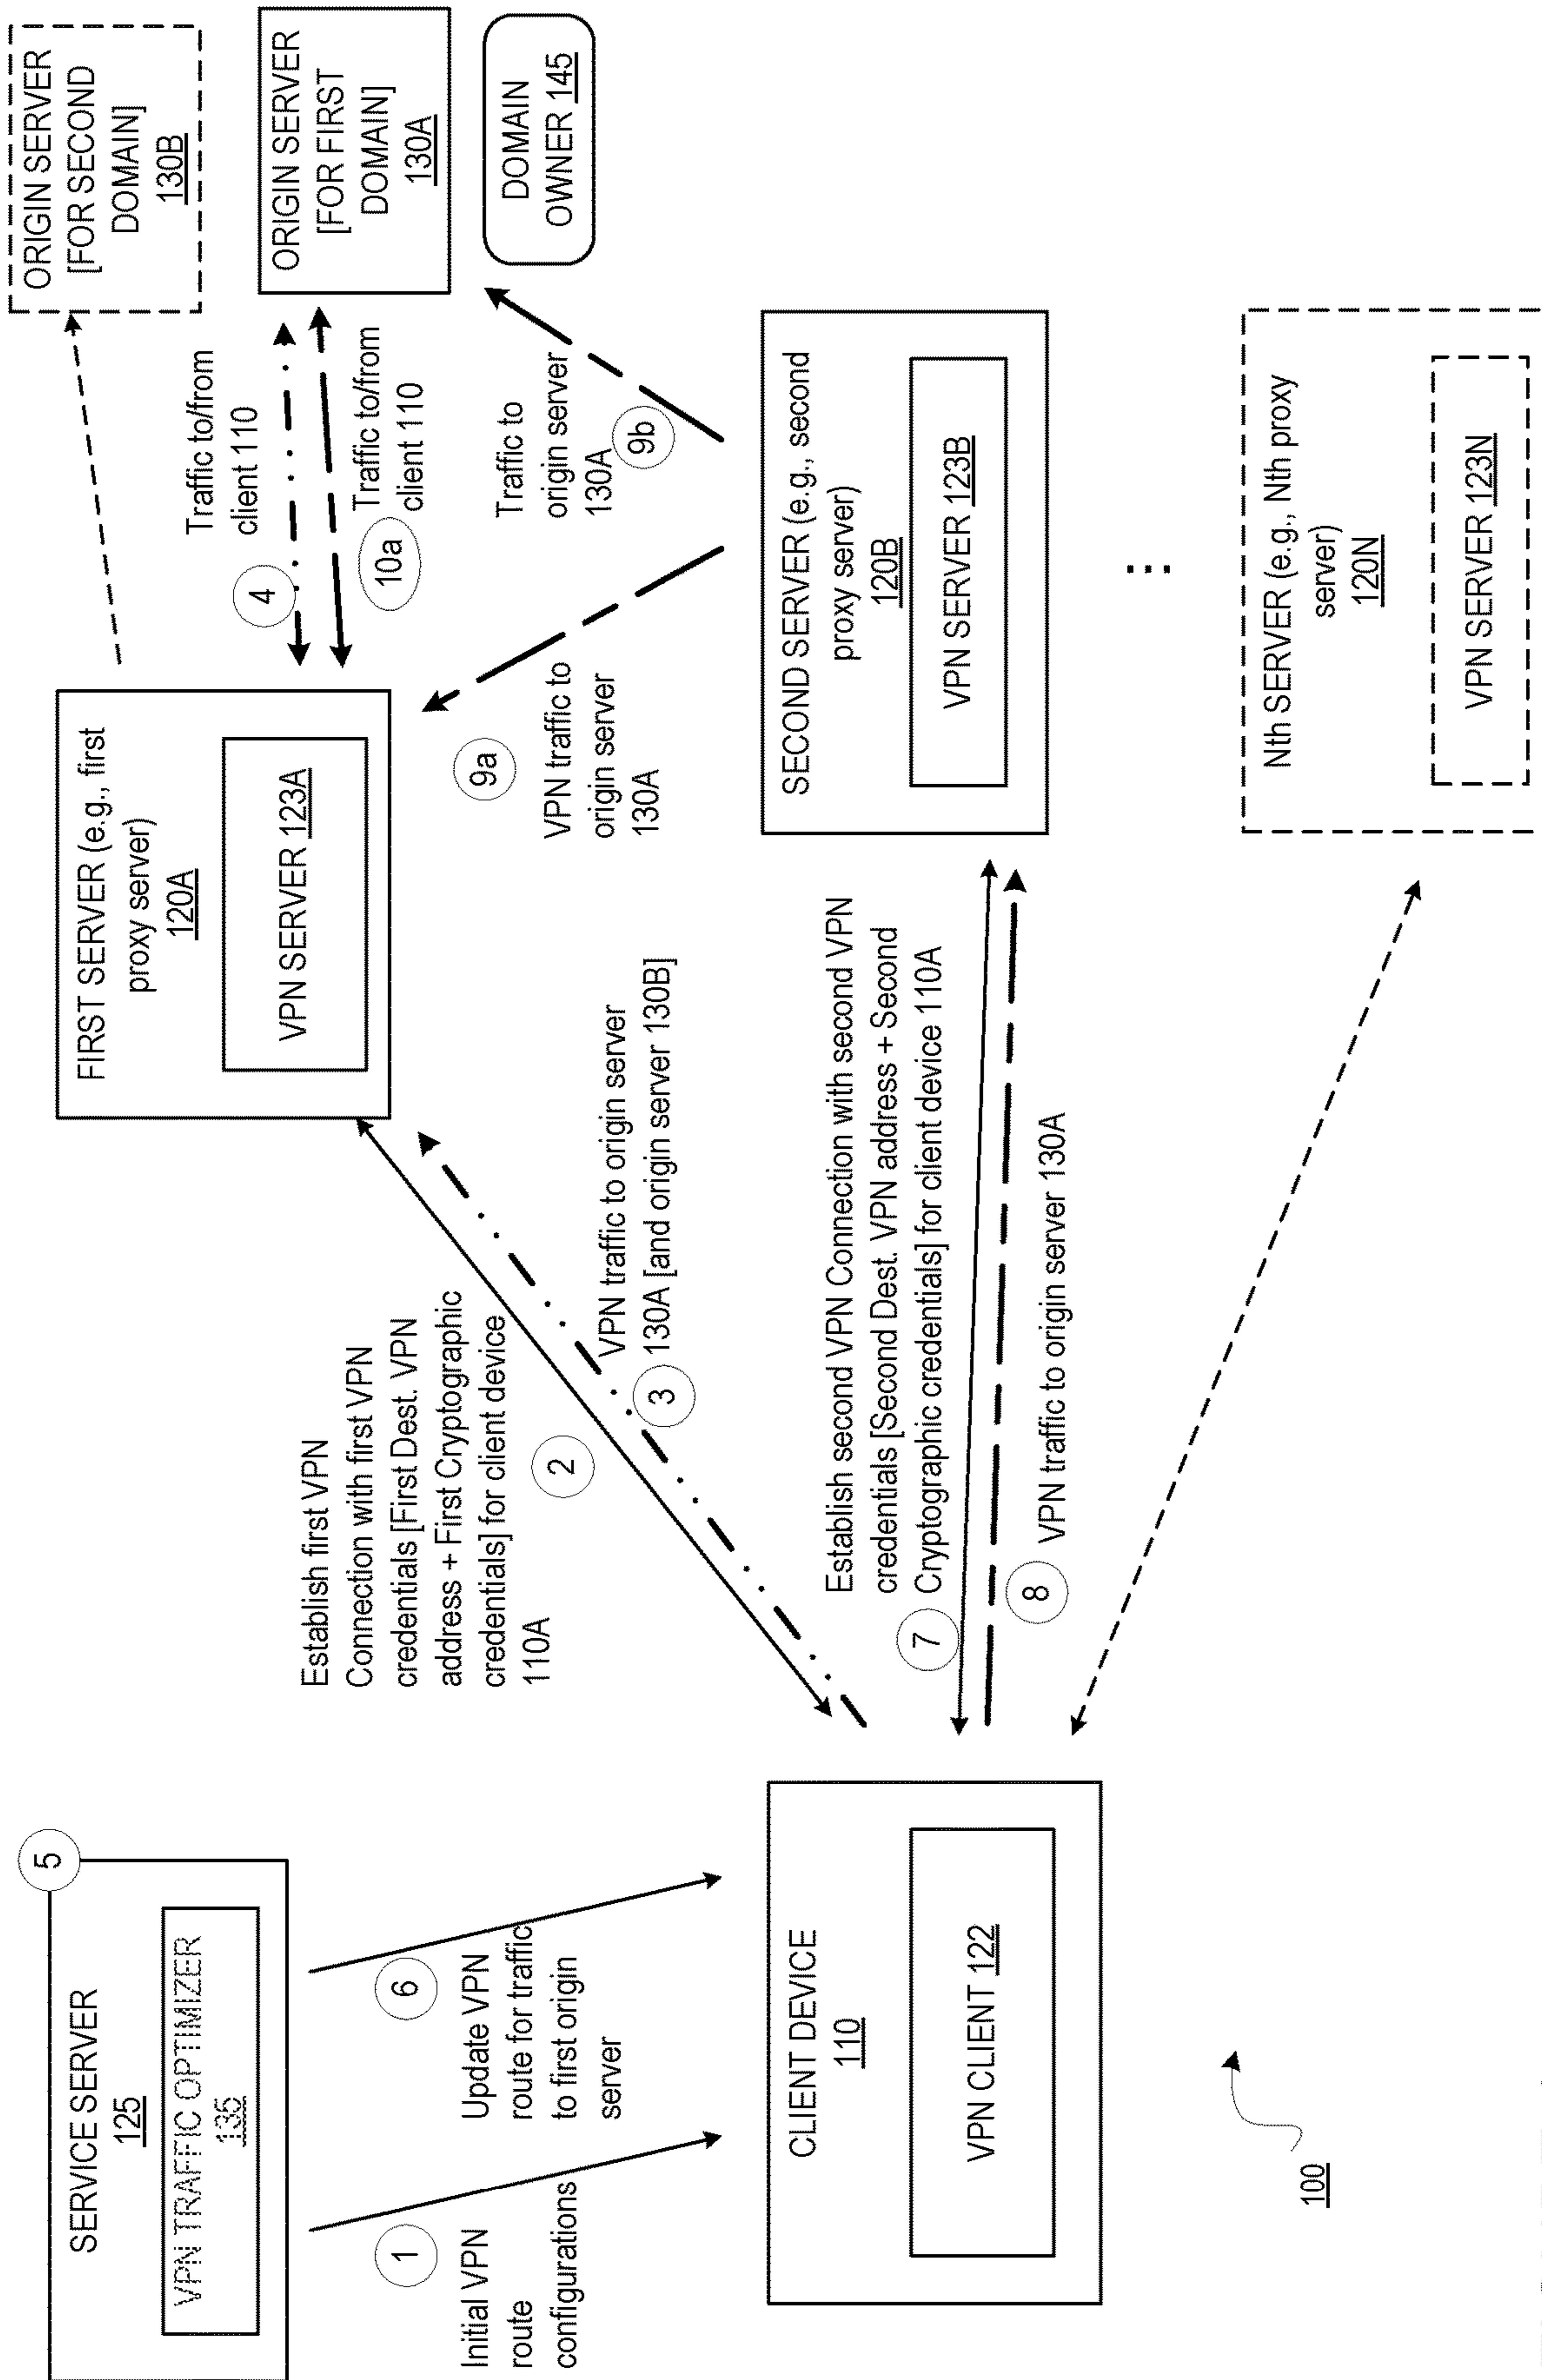 SERVICE SERVER
125
VPN TRAFFIC OPTIMIZER
135
5
1
Initial VPN
route
configurations
6
Update VPN
route for traffic
to first origin
server
CLIENT DEVICE
110
VPN CLIENT 122
100
Establish first VPN
Connection with first VPN
credentials [First Dest. VPN
address + First Cryptographic
credentials] for client device
110A
2
3
VPN traffic to origin server
130A [and origin server 130B]
Establish second VPN Connection with second VPN
credentials [Second Dest. VPN address + Second
Cryptographic credentials] for client device 110A
7
8
VPN traffic to origin server 130A
FIRST SERVER (e.g., first
proxy server)
120A
VPN SERVER 123A
9a
VPN traffic to
origin server
130A
SECOND SERVER (e.g., second
proxy server)
120B
VPN SERVER 123B
...
Nth SERVER (e.g., Nth proxy
server)
120N
VPN SERVER 123N
Traffic to/from
client 110
4
10a
Traffic to/from
client 110
Traffic to
origin server
130A
9b
ORIGIN SERVER
[FOR SECOND
DOMAIN]
130B
ORIGIN SERVER
[FOR FIRST
DOMAIN]
130A
DOMAIN
OWNER 145